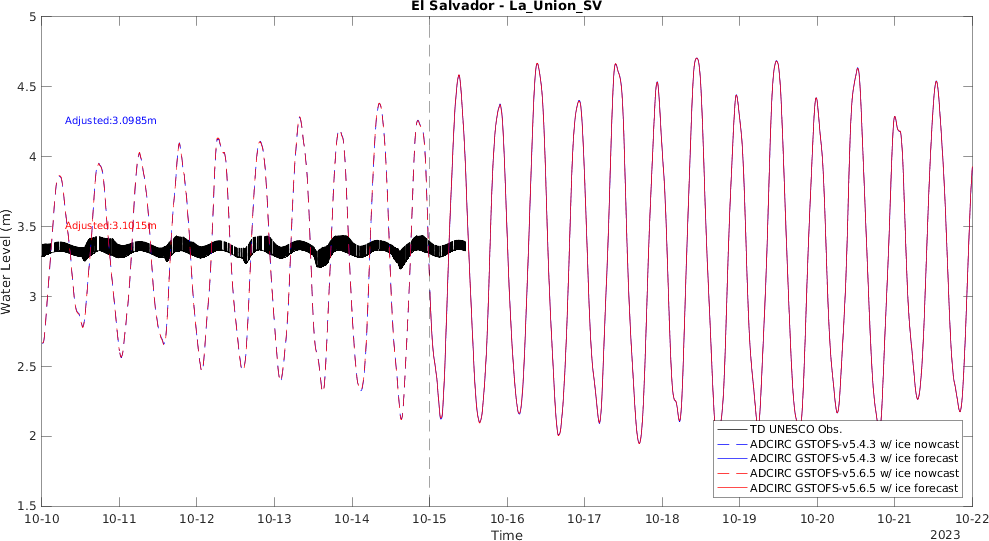 El Salvador - La_Union_SV
5
4.5
4
3.5
3
2.5
2
1.5
Water Level (m)
Adjusted:3.0985m
Adjusted:3.1015m
TD UNESCO Obs.
ADCIRC GSTOFS-v5.4.3 w/ ice nowcast
ADCIRC GSTOFS-v5.4.3 w/ ice forecast
ADCIRC GSTOFS-v5.6.5 w/ ice nowcast
ADCIRC GSTOFS-v5.6.5 w/ ice forecast
10-10 10-11 10-12 10-13 10-14 10-15 10-16 10-17 10-18 10-19 10-20 10-21 10-22
Time
2023